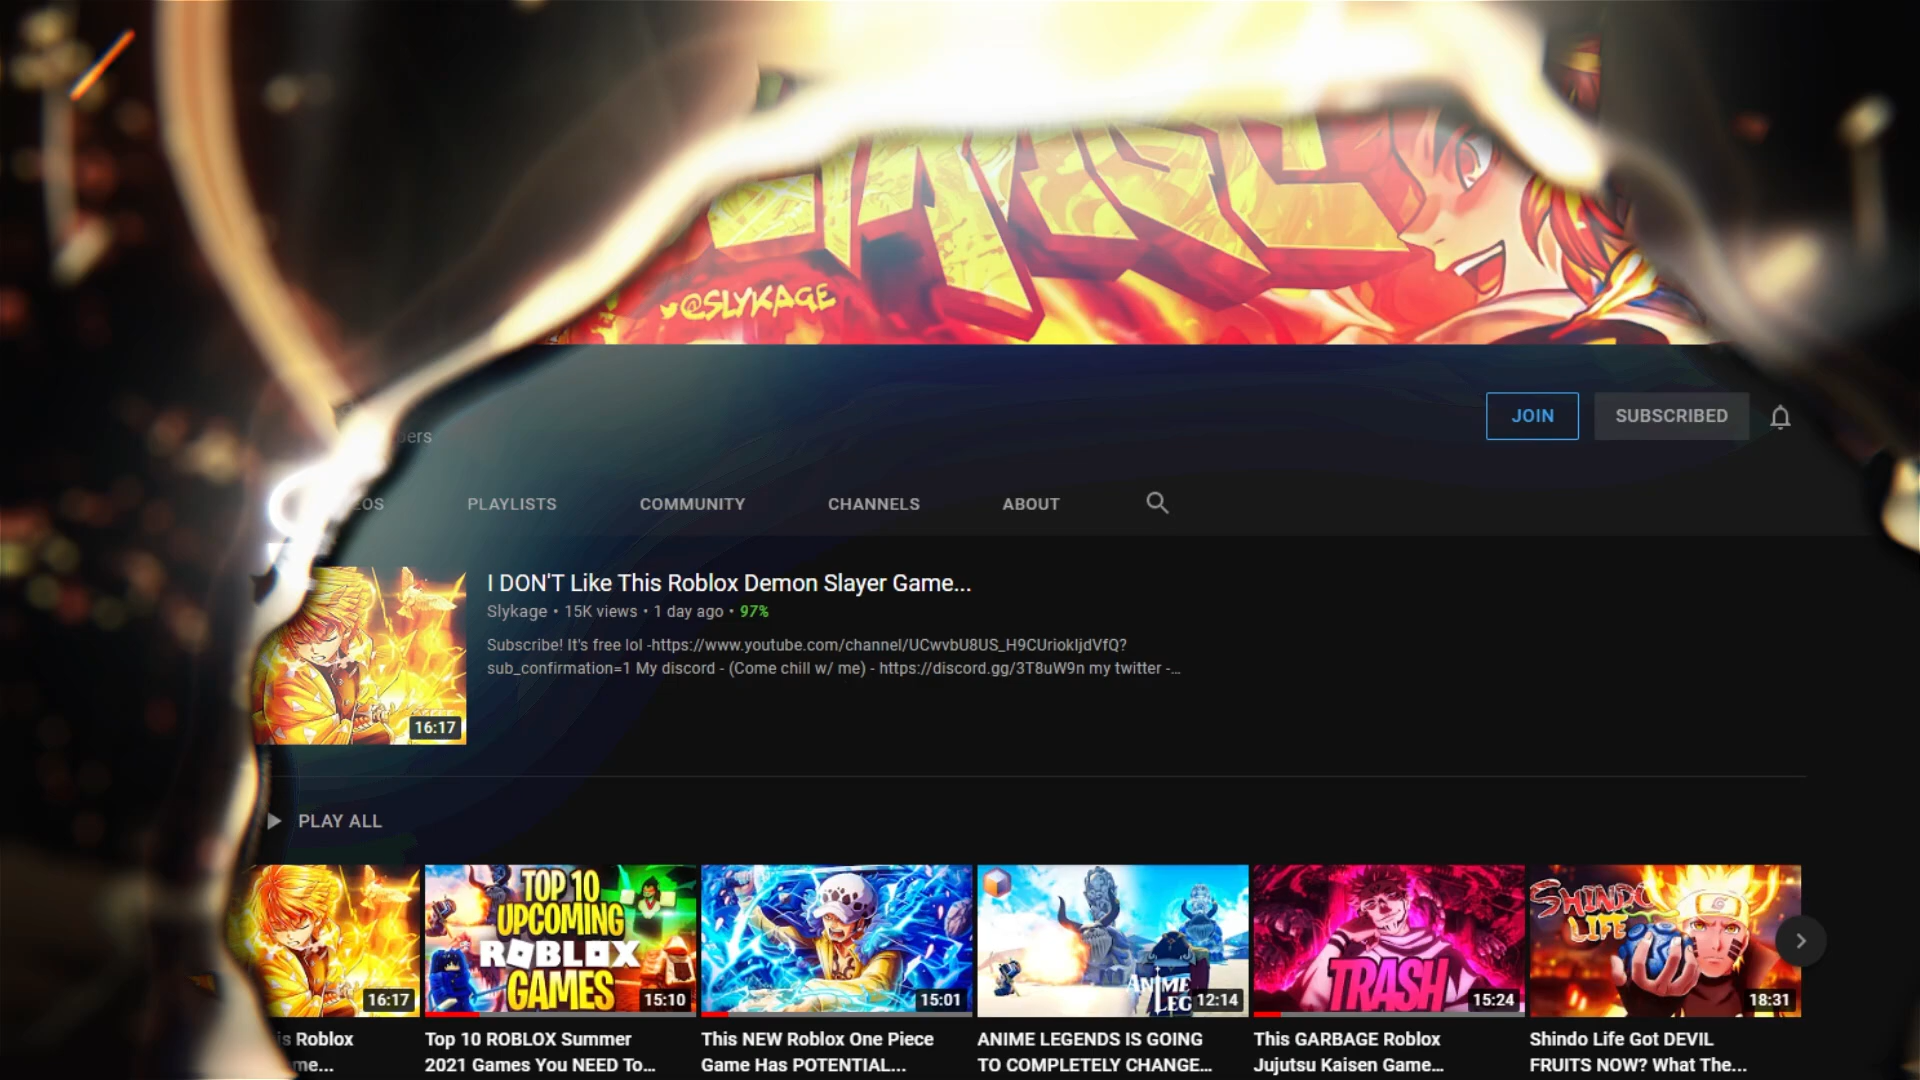 @SLYKAGE
JOIN
SUBSCRIBED
PLAYLISTS
COMMUNITY
CHANNELS
ABOUT
I DON'T Like This Roblox Demon Slayer Game...
Slykage • 15K views • 1 day ago • 97%
Subscribe! It's free lol -https://www.youtube.com/channel/UCwvbU8US_H9CUriokIjdVfQ?
sub_confirmation=1 My discord - (Come chill w/ me) - https://discord.gg/3T8uW9n my twitter -...
16:17
PLAY ALL
16:17
TOP 10
UPCOMING
ROBLOX
GAMES
15:10
15:01
ANIME
LEG
12:14
TRASH
15:24
SHINDO
LIFE
18:31
is Roblox
Top 10 ROBLOX Summer
2021 Games You NEED To...
This NEW Roblox One Piece
Game Has POTENTIAL...
ANIME LEGENDS IS GOING
TO COMPLETELY CHANGE...
This GARBAGE Roblox
Jujutsu Kaisen Game...
Shindo Life Got DEVIL
FRUITS NOW? What The...